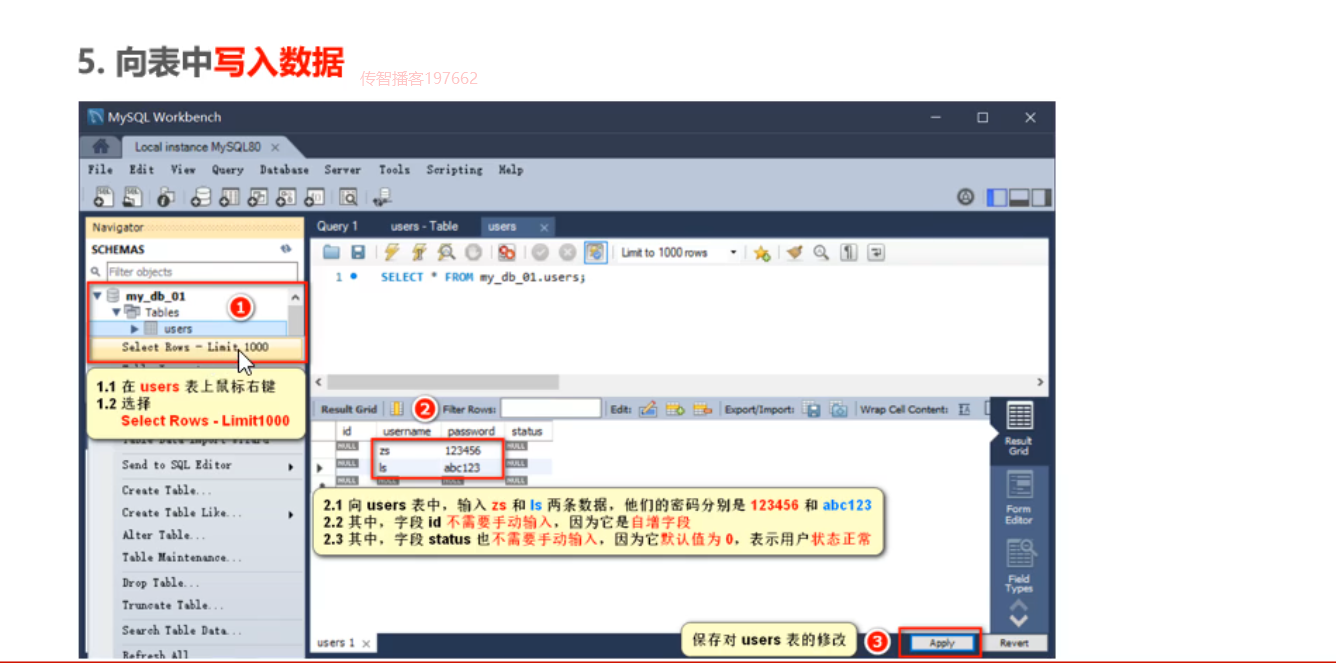 5. 向表中写入数据
传智播客197662
MySQL Workbench
Local instance MySQL80
File Edit View Query Database Server Tools Scripting Help
Navigator
SCHEMAS
Filter objects
my_db_01
Tables
users
Select Rows - Limit 1000
1
1.1 在 users 表上鼠标右键
1.2 选择
Select Rows - Limit1000
Table Data Import Wizard
Send to SQL Editor
Create Table...
Create Table Like...
Alter Table...
Table Maintenance...
Drop Table...
Truncate Table...
Search Table Data...
Refresh All
Query 1 users - Table users
Limit to 1000 rows
1 SELECT * FROM my_db_01.users;
Result Grid 2 Filter Rows: Edit: Export/Import: Wrap Cell Content:
id username password status
NULL zs 123456 NULL
NULL ls abc123 NULL
NULL NULL NULL NULL
2.1 向 users 表中，输入 zs 和 ls 两条数据，他们的密码分别是 123456 和 abc123
2.2 其中，字段 id 不需要手动输入，因为它是自增字段
2.3 其中，字段 status 也不需要手动输入，因为它默认值为 0，表示用户状态正常
Result
Grid
Form
Editor
Field
Types
users 1
保存对 users 表的修改 3 Apply Revert